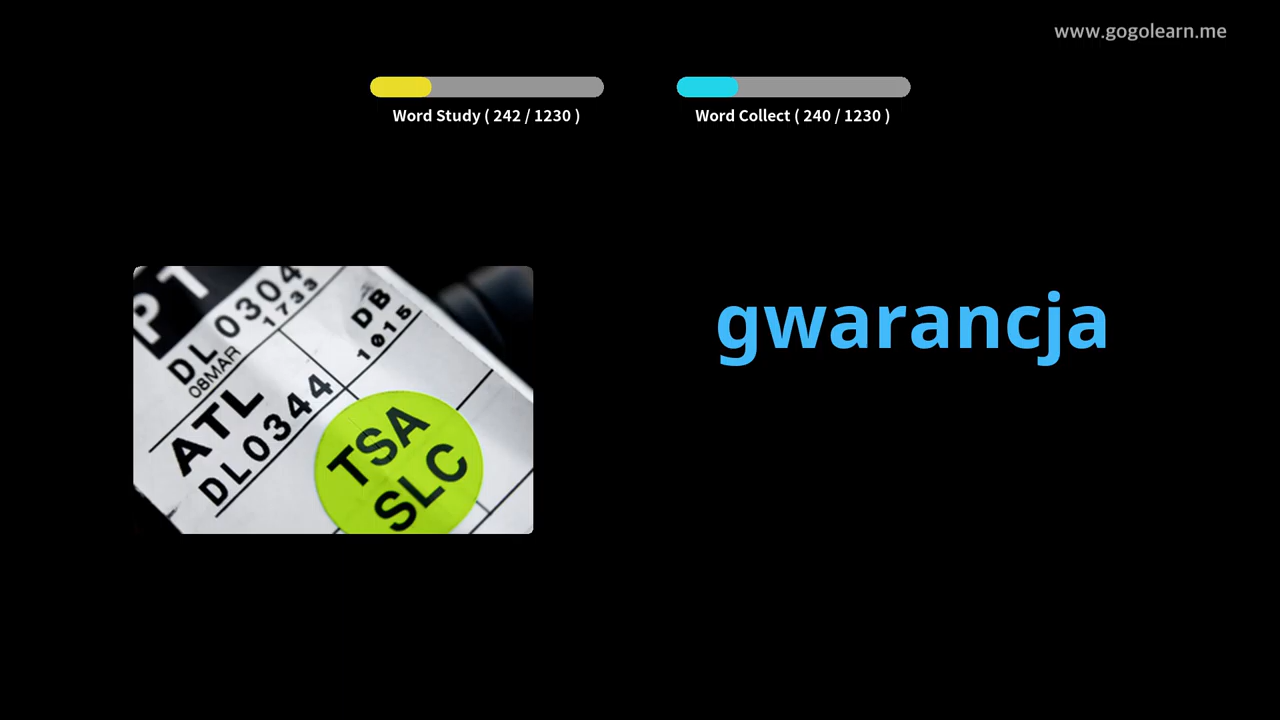 www.gogolearn.me
Word Study ( 242 / 1230 )
Word Collect ( 240 / 1230 )
P1
DL0304
1733
08MAR
DB
1015
ATL
DL0344
TSA
SLC
gwarancja